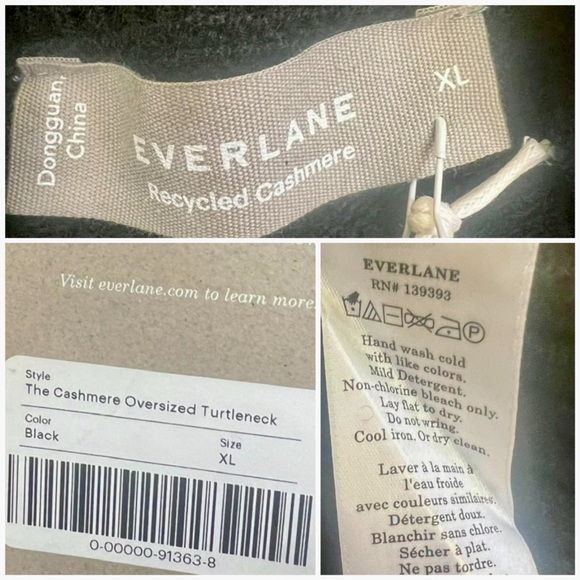 Dongguan,
China
EVERLANE
Recycled Cashmere
XL
Visit everlane.com to learn more
Style
The Cashmere Oversized Turtleneck
Color
Black
Size
XL
0-00000-91363-8
EVERLANE
RN# 139393
Hand wash cold
with like colors.
Mild Detergent.
Non-chlorine bleach only.
Lay flat to dry.
Do not wring.
Cool iron. Or dry clean.
Laver à la main à
l'eau froide
avec couleurs similaires.
Détergent doux.
Blanchir sans chlore.
Sécher à plat.
Ne pas tordre.